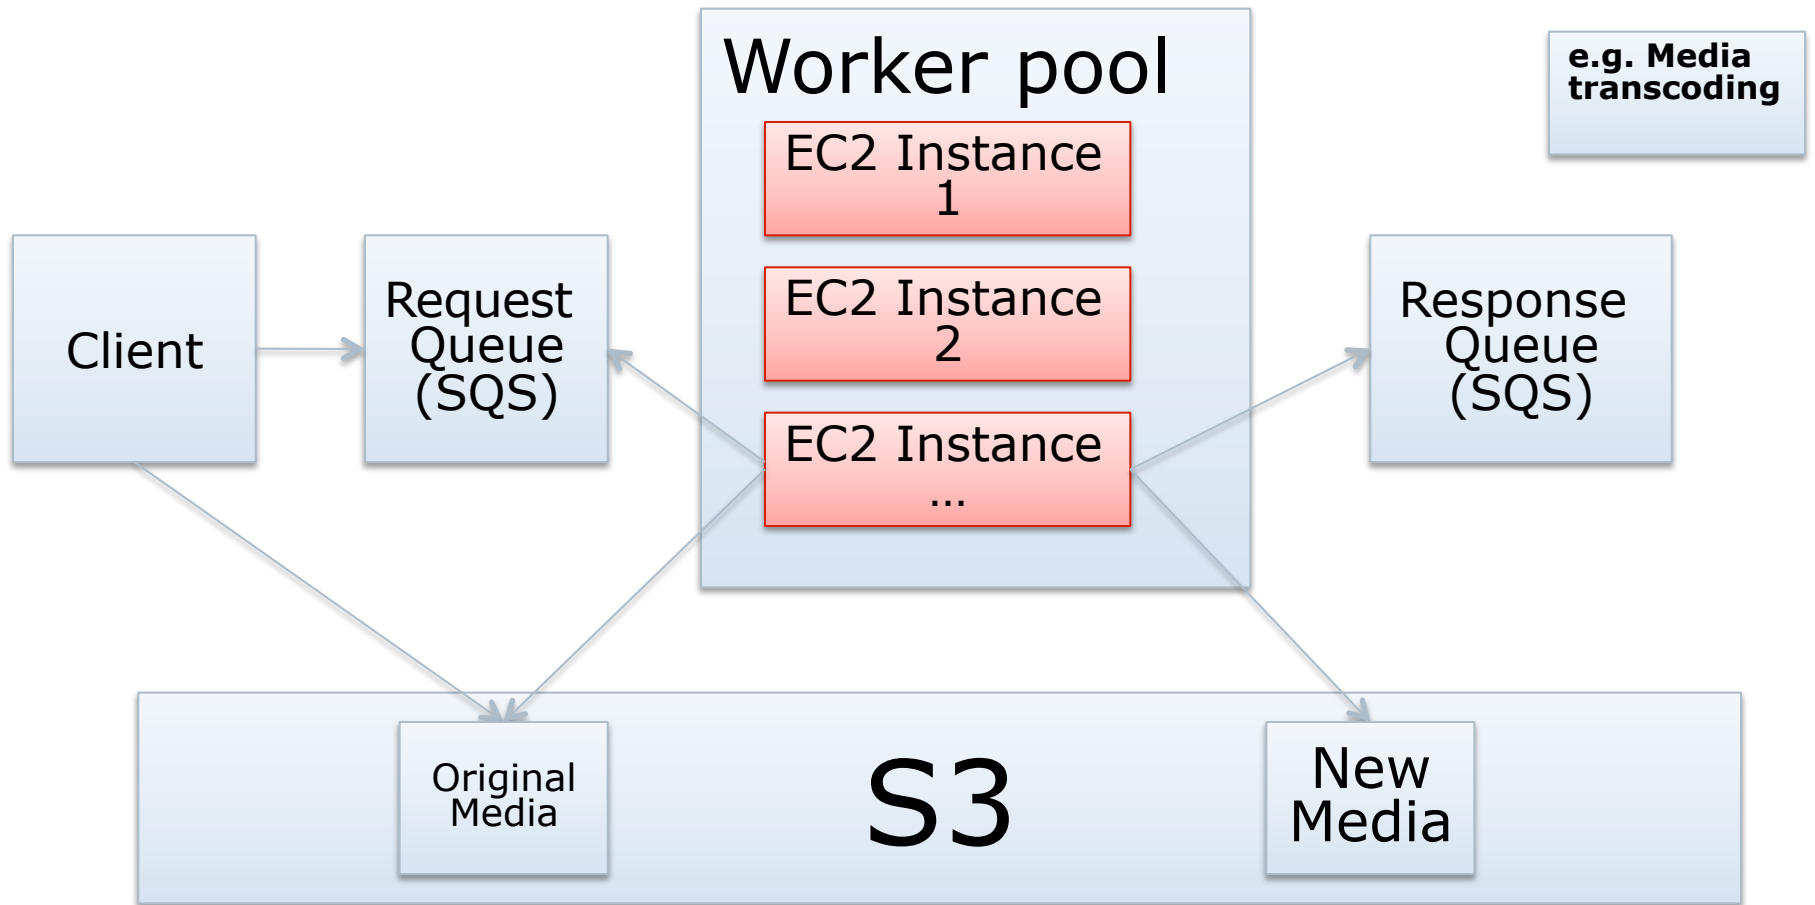 Worker pool
e.g. Media
transcoding
EC2 Instance
1
EC2 Instance
2
EC2 Instance
...
Client
Request
Queue
(SQS)
Response
Queue
(SQS)
Original
Media
S3
New
Media